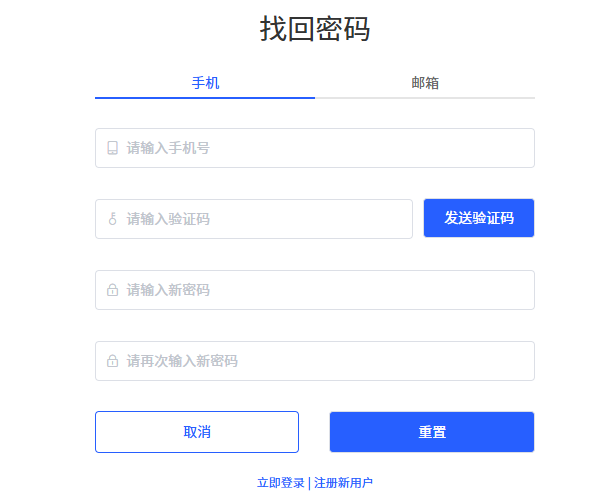 找回密码
手机 邮箱
请输入手机号
请输入验证码 发送验证码
请输入新密码
请再次输入新密码
取消 重置
立即登录 | 注册新用户